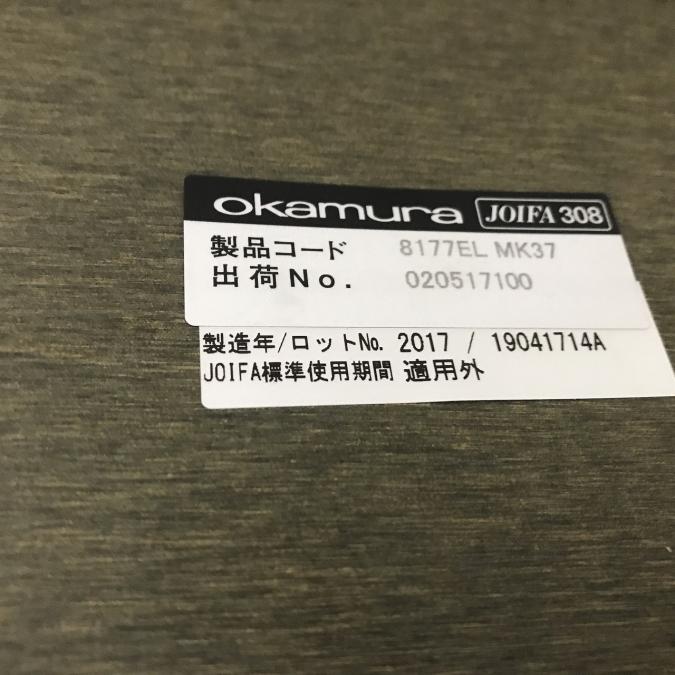 okamura JOIFA 308
製品コード 8177EL MK37
出荷No. 020517100
製造年/ロットNo. 2017 / 19041714A
JOIFA標準使用期間 適用外